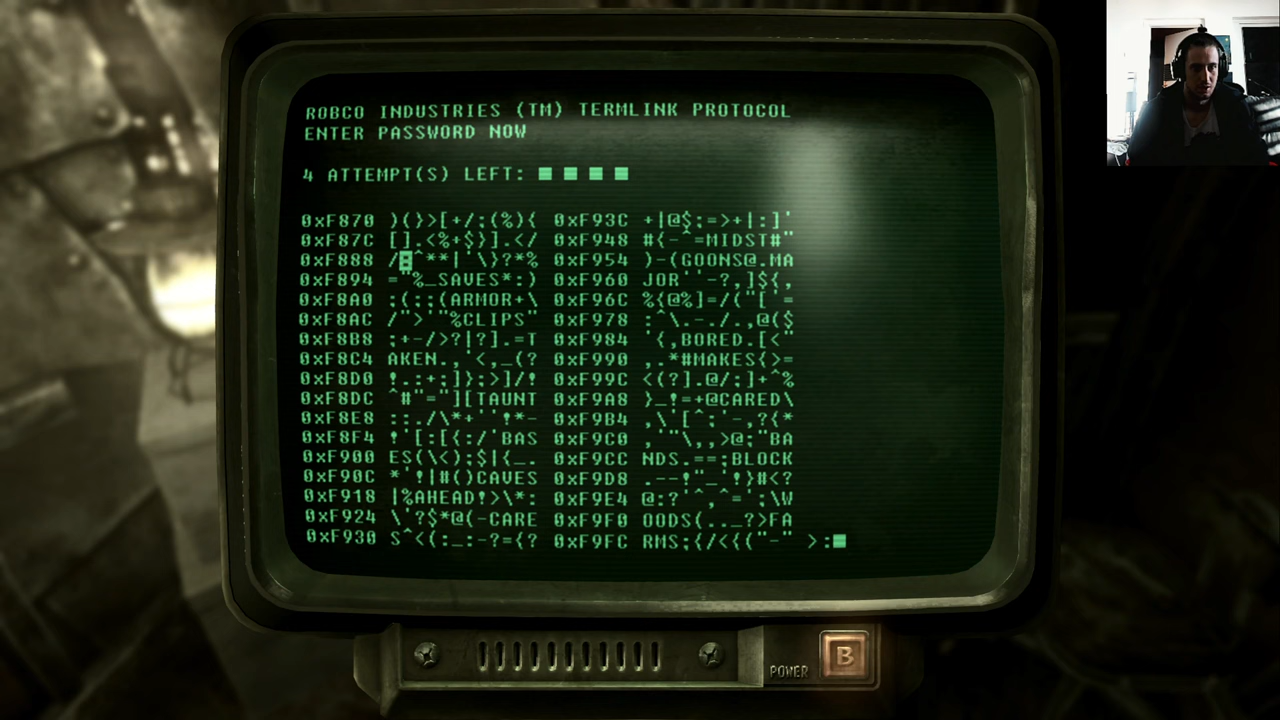 ROBCO INDUSTRIES (TM) TERMLINK PROTOCOL
ENTER PASSWORD NOW
4 ATTEMPT(S) LEFT: ■ ■ ■ ■
0xF870 )(}>[+/;(%){ 0xF93C +|@$;=>+|:]'
0xF87C [].<%+$}].</ 0xF948 #{-^=MIDST#"
0xF888 /:^**|'\}?*% 0xF954 )-(GOONS@.MA
0xF894 ="%_SAVES*:) 0xF960 JOR''-?,]${,
0xF8A0 ;(;;(ARMOR+\ 0xF96C %{@%]=/("['=
0xF8AC /">'"%CLIPS" 0xF978 :^\.-./.,@($
0xF8B8 ;+-/>?|?].=T 0xF984 '{,BORED.[<"
0xF8C4 AKEN.,'<,_(? 0xF990 ,.*#MAKES{>=
0xF8D0 !.:+;]};>]/! 0xF99C <(?].@/;]+^%
0xF8DC ^#"="][TAUNT 0xF9A8 }_!=+@CARED\
0xF8E8 ::./\*+''!*- 0xF9B4 ,\'[^;'-,?{*
0xF8F4 !'[:[{:/'BAS 0xF9C0 ,'"\,,>@;"BA
0xF900 ES(\<);$|{_. 0xF9CC NDS.==;BLOCK
0xF90C *'!|#()CAVES 0xF9D8 .--!"_'!}#<?
0xF918 |%AHEAD!>\*: 0xF9E4 @:?'^,^=';\W
0xF924 \'?$*@(-CARE 0xF9F0 OODS(.._?>FA
0xF930 S^<(:_:-?={? 0xF9FC RMS;{/<{("-" >:■
POWER
B